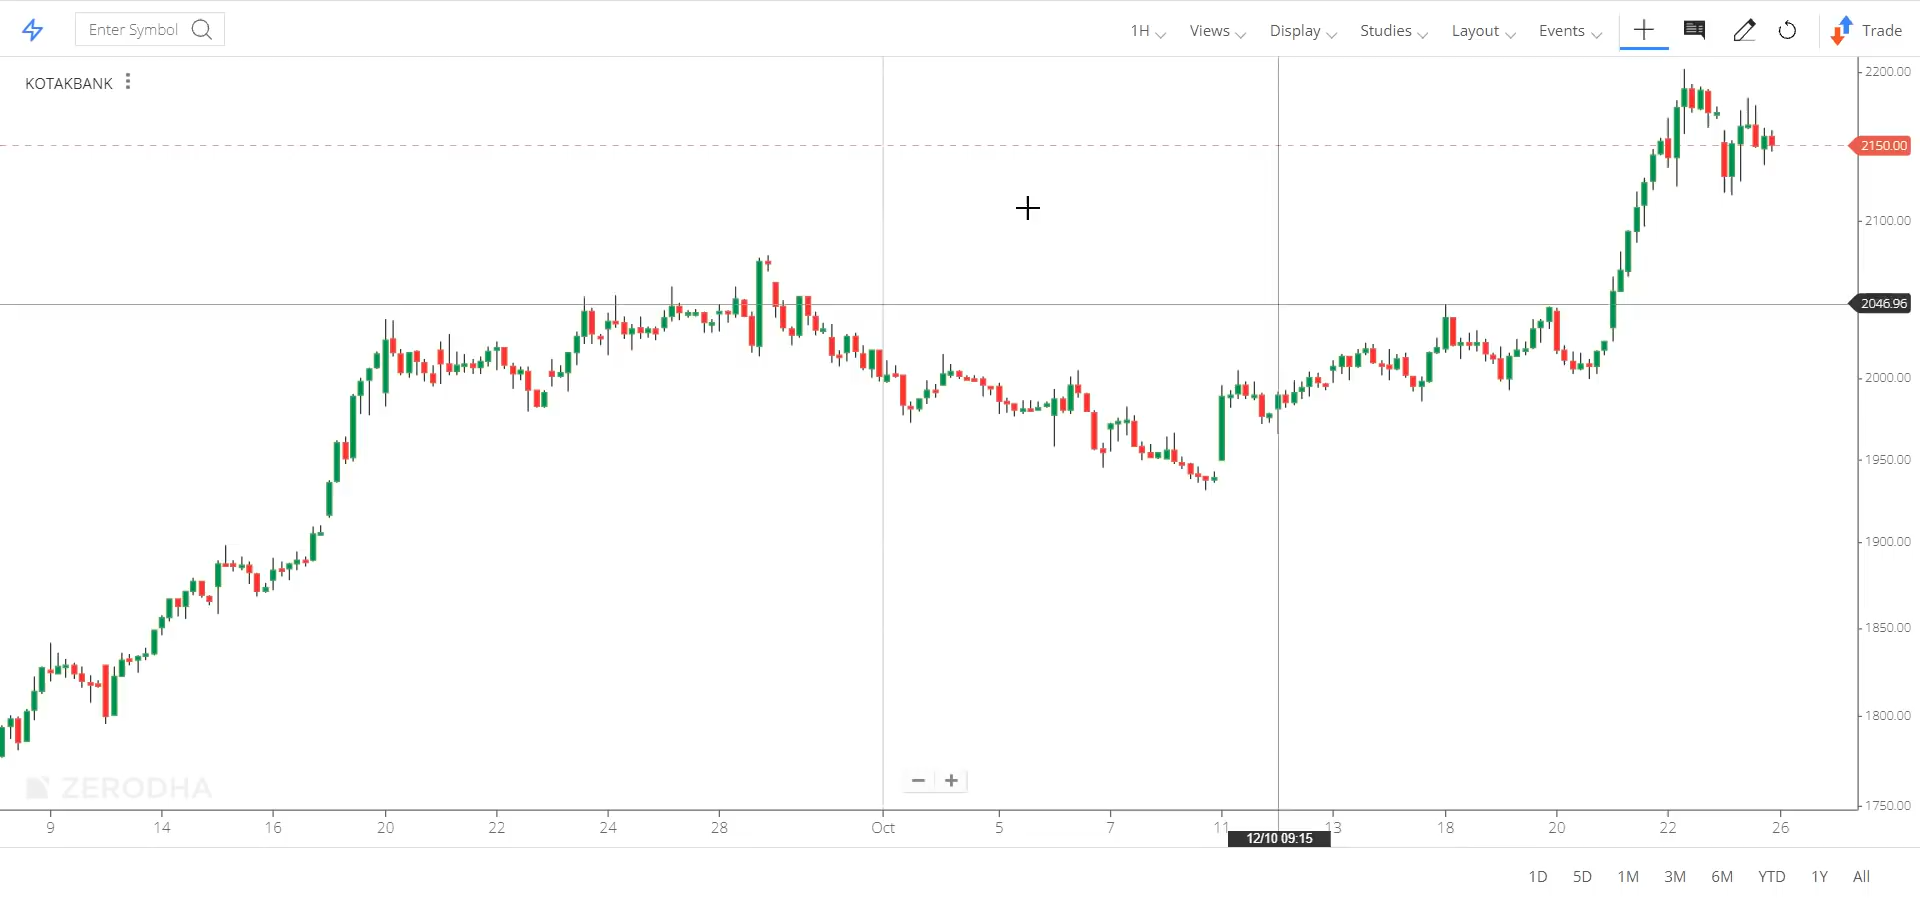 Enter Symbol 1H Views Display Studies Layout Events Trade
KOTAKBANK
2200.00
2150.00
2100.00
2046.96
2000.00
1950.00
1900.00
1850.00
1800.00
ZERODHA
− +
1750.00
9 14 16 20 22 24 28 Oct 5 7 11 13 18 20 22 26
12/10 09:15
1D 5D 1M 3M 6M YTD 1Y All